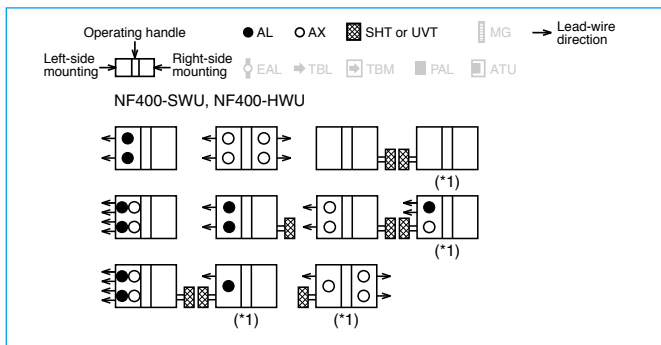 Operating handle
AL AX SHT or UVT MG Lead-wire direction
Left-side mounting
Right-side mounting
EAL TBL TBM PAL ATU
NF400-SWU, NF400-HWU
(*1)
(*1)
(*1)
(*1)